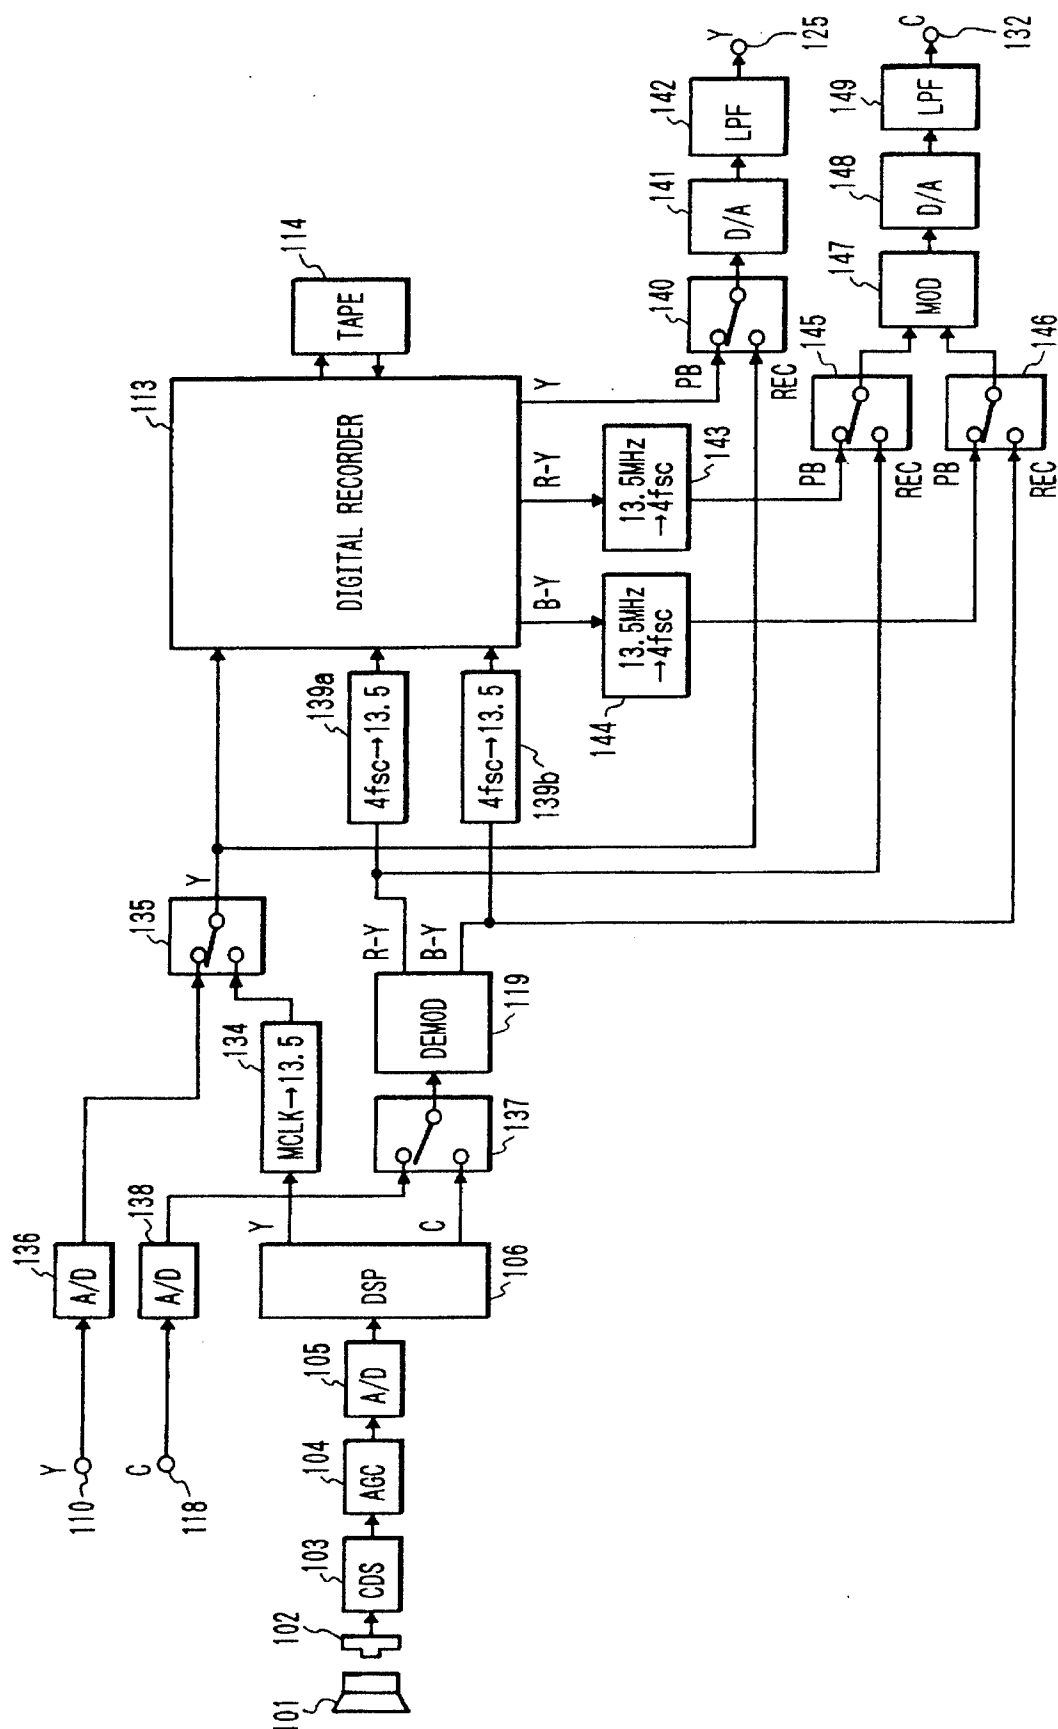 101
102
103
CDS
104
AGC
105
A/D
106
DSP
Y
C
Y
110
C
118
136
A/D
138
A/D
134
MCLK→13.5
135
Y
137
119
DEMOD
R-Y
B-Y
139a
4fsc→13.5
139b
4fsc→13.5
113
DIGITAL RECORDER
114
TAPE
Y
R-Y
B-Y
143
13.5MHz
→4fsc
144
13.5MHz
→4fsc
PB
REC
140
141
D/A
142
LPF
Y
125
PB
REC
145
PB
REC
146
147
MOD
148
D/A
149
LPF
C
132